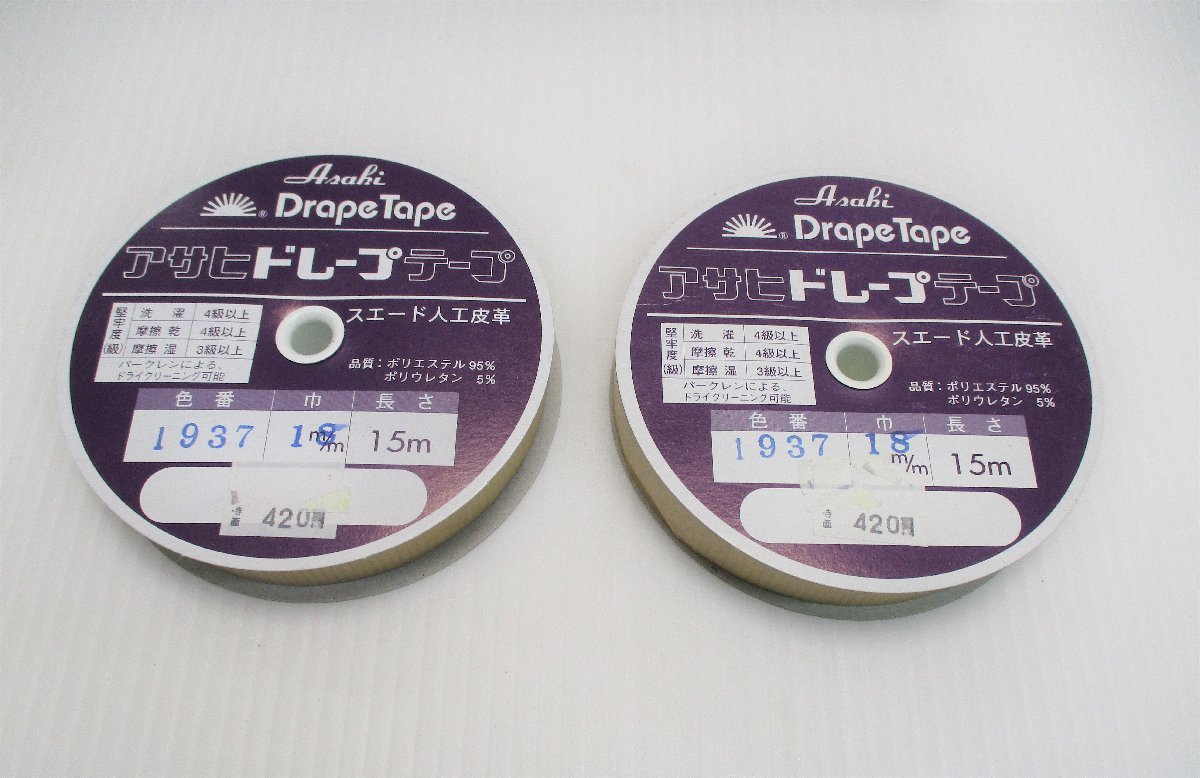 Asahi
® DrapeTape
アサヒドレープテープ
スエード人工皮革
堅牢度(級)
洗濯 4級以上
摩擦 乾 4級以上
摩擦 湿 3級以上
パークレンによる、
ドライクリーニング可能
品質：ポリエステル 95%
ポリウレタン 5%
色番 巾 長さ
1937 18m/m 15m
420円
Asahi
® DrapeTape
アサヒドレープテープ
スエード人工皮革
堅牢度(級)
洗濯 4級以上
摩擦 乾 4級以上
摩擦 湿 3級以上
パークレンによる、
ドライクリーニング可能
品質：ポリエステル 95%
ポリウレタン 5%
色番 巾 長さ
1937 18m/m 15m
420円